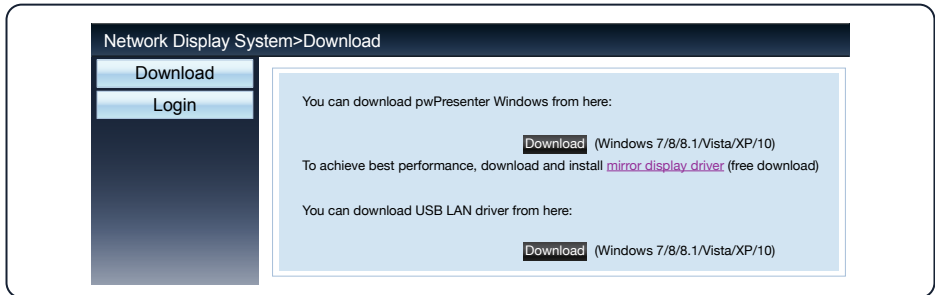 Network Display System>Download
Download
Login
You can download pwPresenter Windows from here:
Download (Windows 7/8/8.1/Vista/XP/10)
To achieve best performance, download and install mirror display driver (free download)
You can download USB LAN driver from here:
Download (Windows 7/8/8.1/Vista/XP/10)